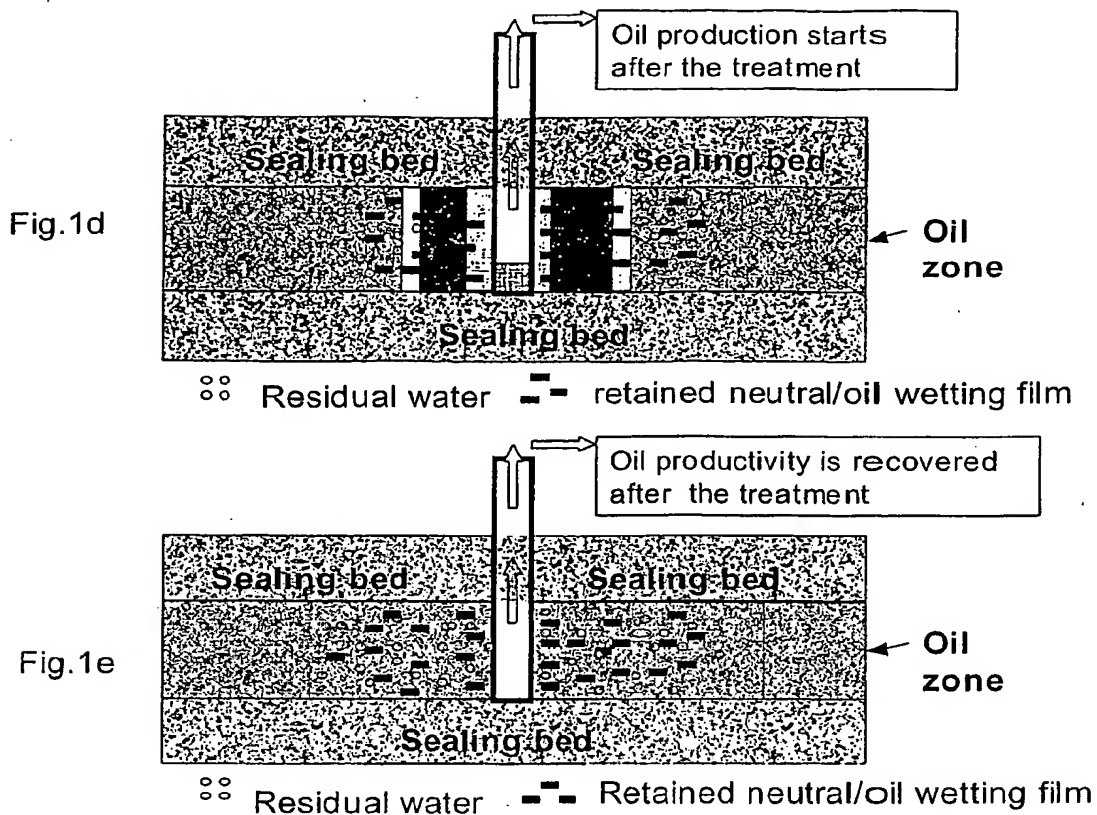 Oil production starts
after the treatment
Sealing bed Sealing bed
Fig.1d
Oil
zone
Sealing bed
Residual water retained neutral/oil wetting film
Oil productivity is recovered
after the treatment
Sealing bed Sealing bed
Fig.1e
Oil
zone
Sealing bed
Residual water Retained neutral/oil wetting film